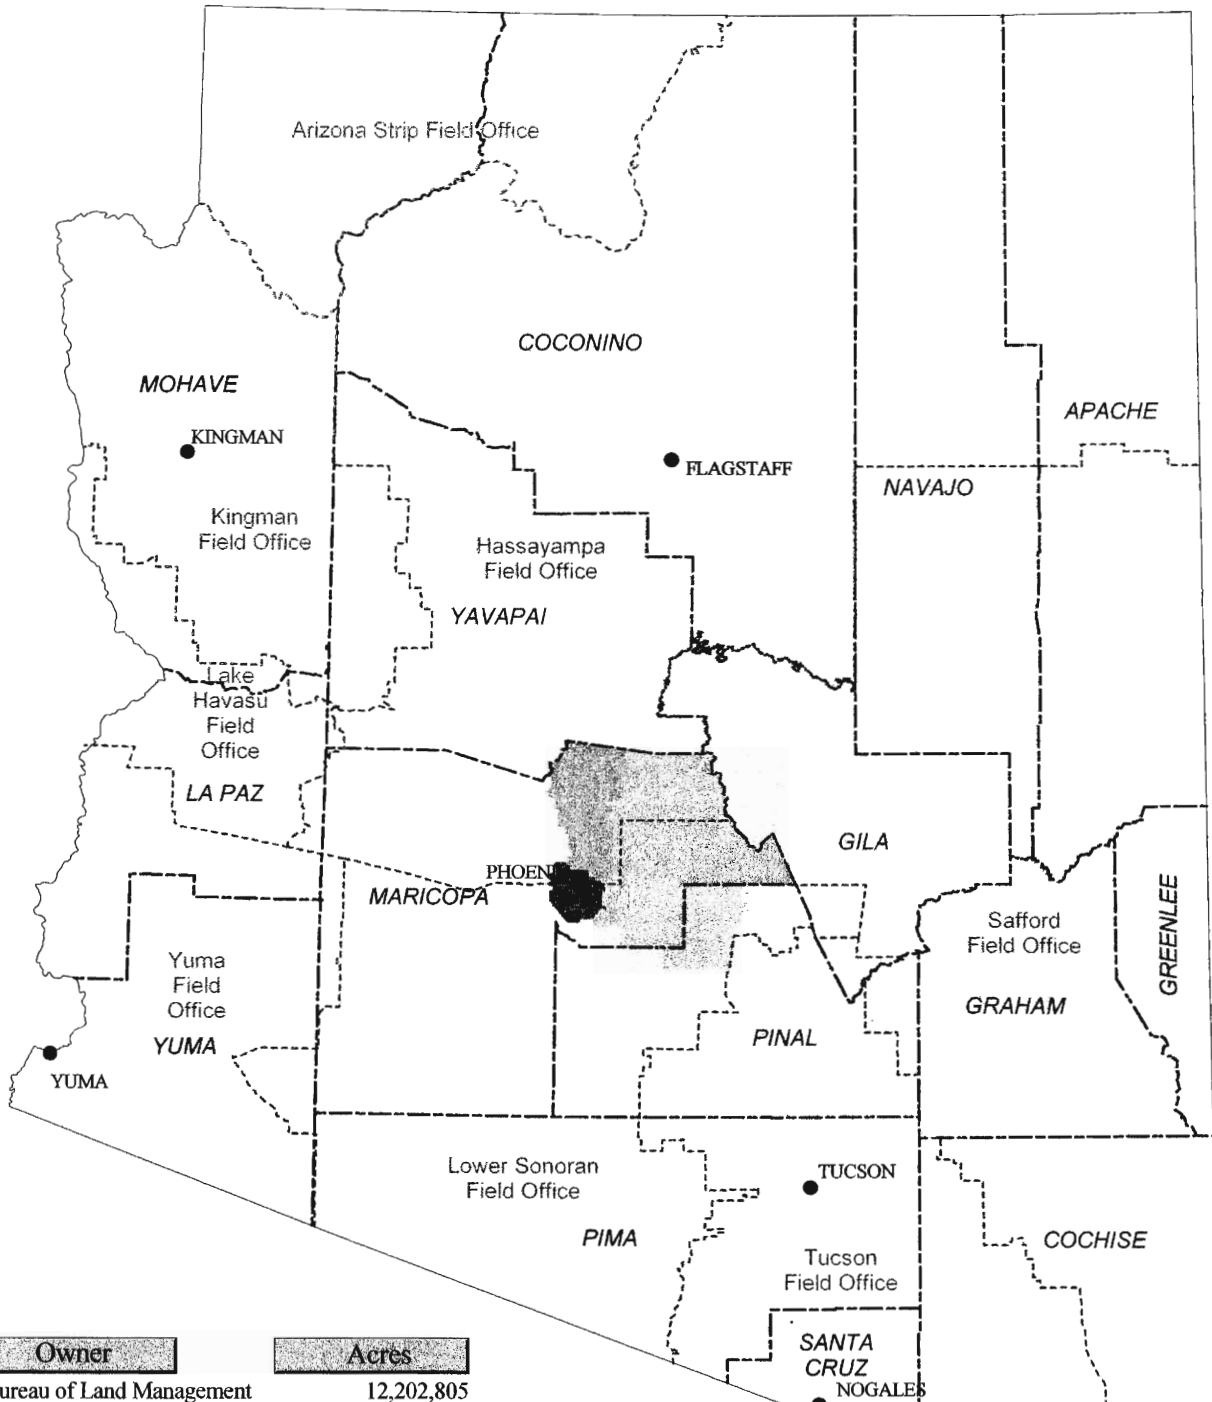 Arizona Strip Field Office
COCONINO
MOHAVE
APACHE
KINGMAN
FLAGSTAFF
NAVAJO
Kingman
Field Office
Hassayampa
Field Office
YAVAPAI
Lake
Havasu
Field
Office
LA PAZ
GILA
PHOENI
MARICOPA
Safford
Field Office
GREENLEE
Yuma
Field
Office
GRAHAM
YUMA
PINAL
YUMA
Lower Sonoran
Field Office
TUCSON
PIMA
COCHISE
Tucson
Field Office
SANTA
CRUZ
NOGALES
Owner Acres
ureau of Land Management 12,202,805